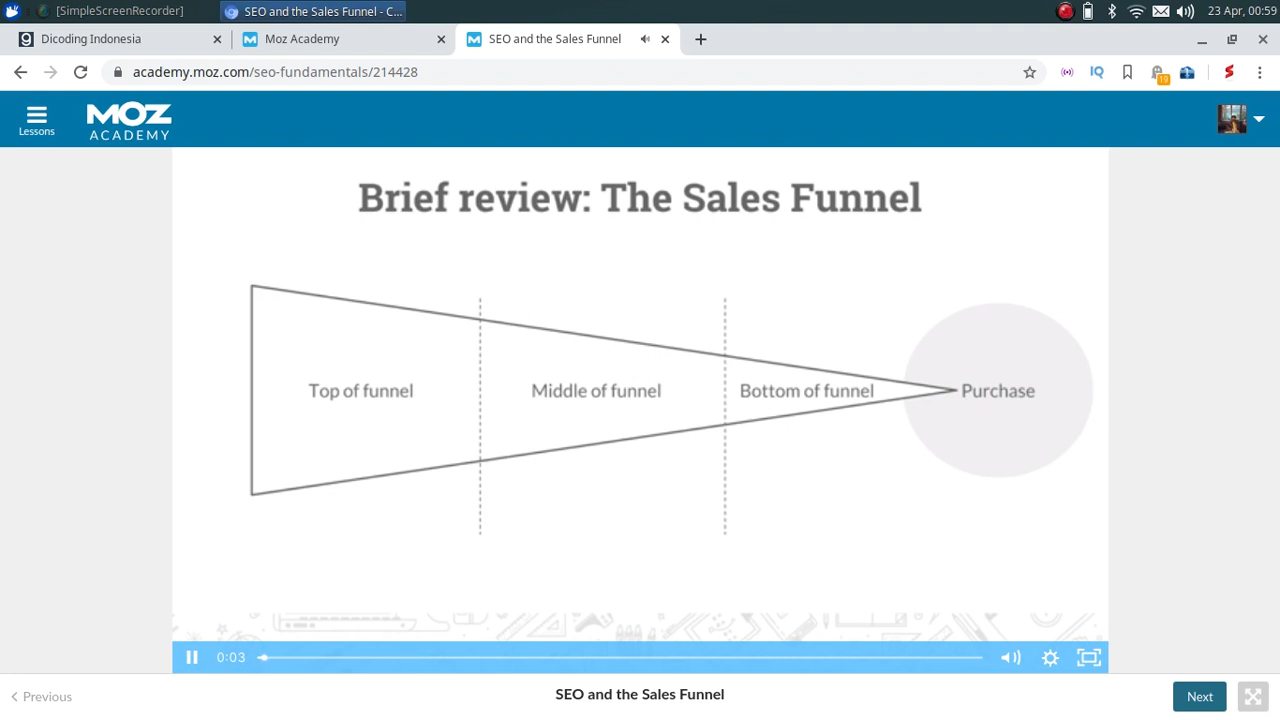 [SimpleScreenRecorder]
SEO and the Sales Funnel - C...
23 Apr, 00:59
Dicoding Indonesia
Moz Academy
SEO and the Sales Funnel
academy.moz.com/seo-fundamentals/214428
IQ
19
Lessons
MOZ
ACADEMY
Brief review: The Sales Funnel
Top of funnel
Middle of funnel
Bottom of funnel
Purchase
0:03
Previous
SEO and the Sales Funnel
Next